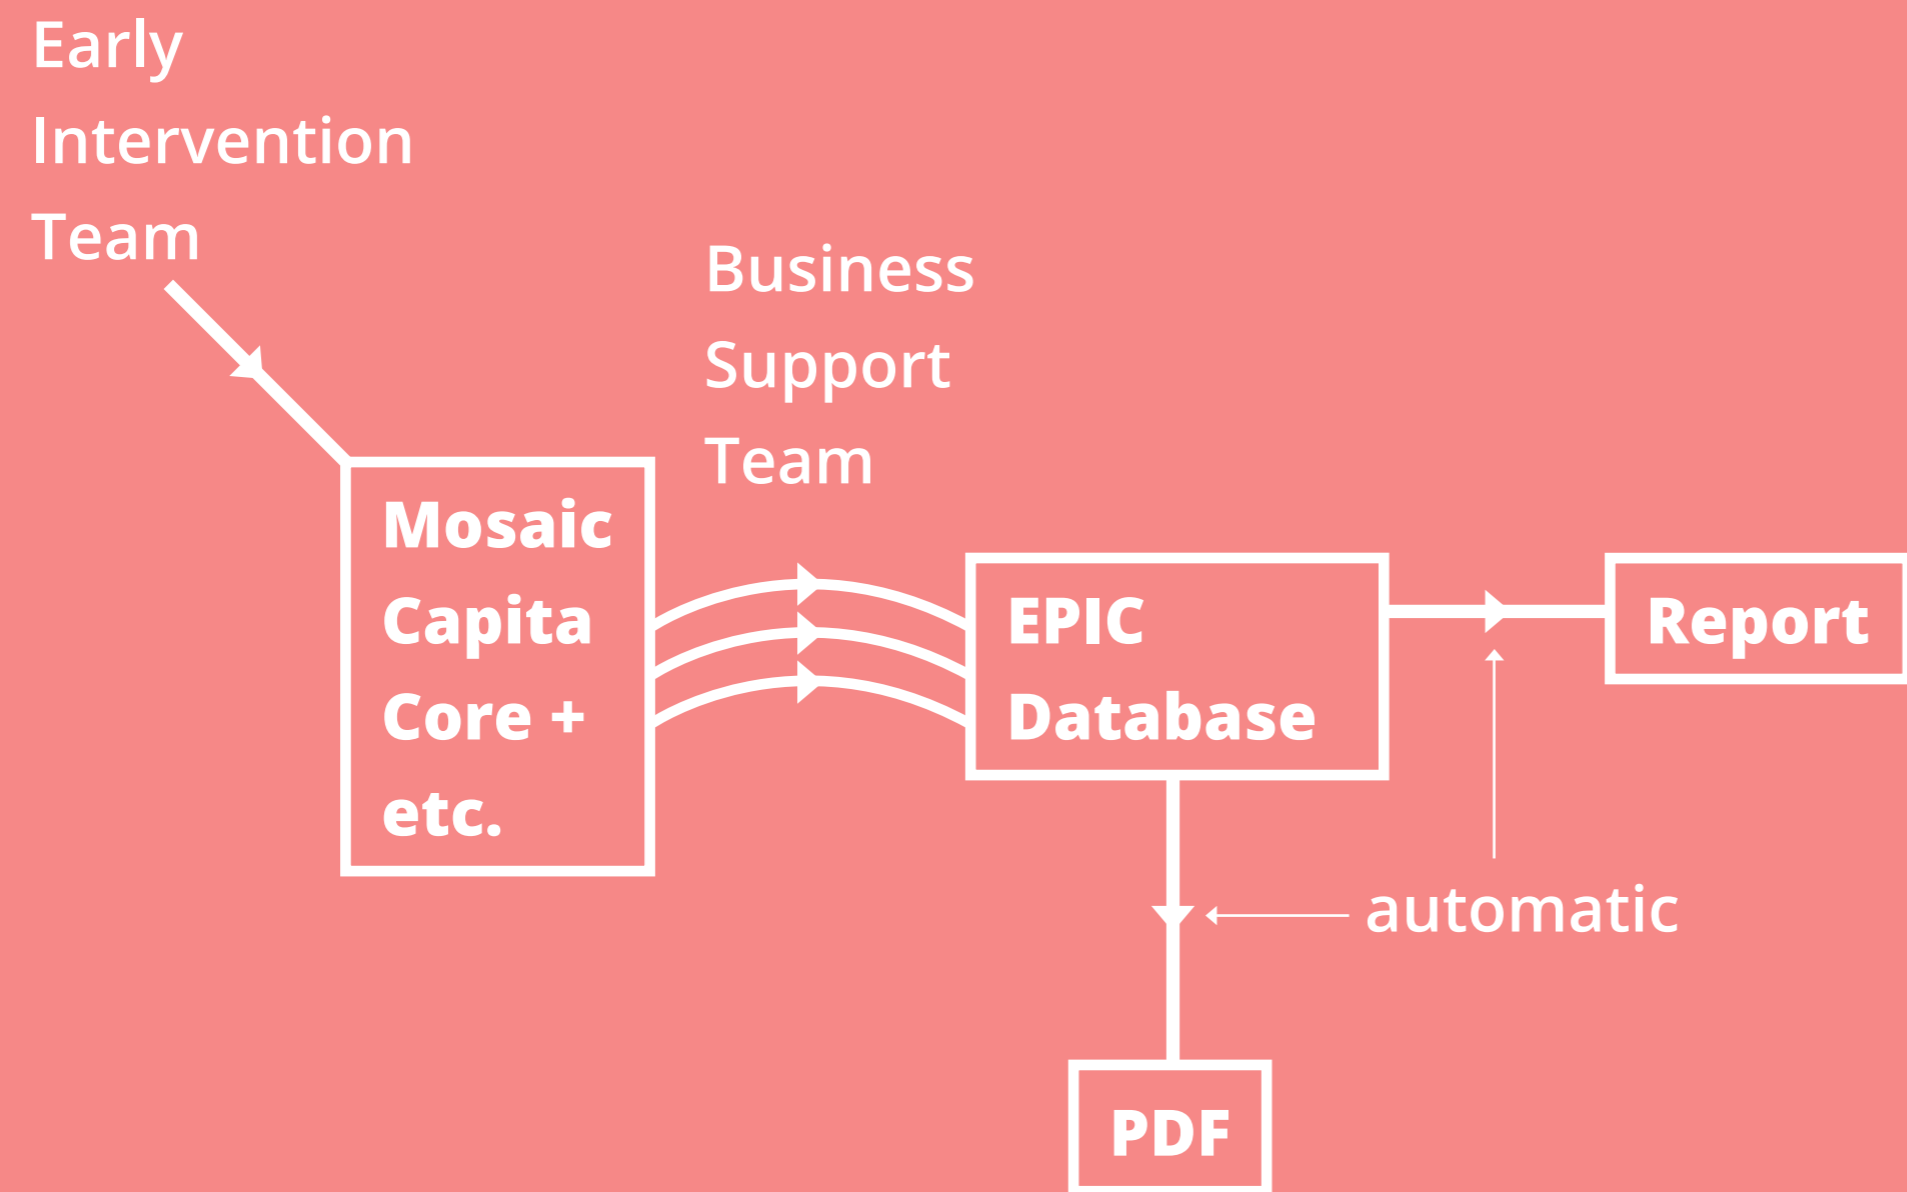 Early
Intervention
Team
Business
Support
Team
Mosaic
Capita
Core +
etc.
EPIC
Database
Report
automatic
PDF